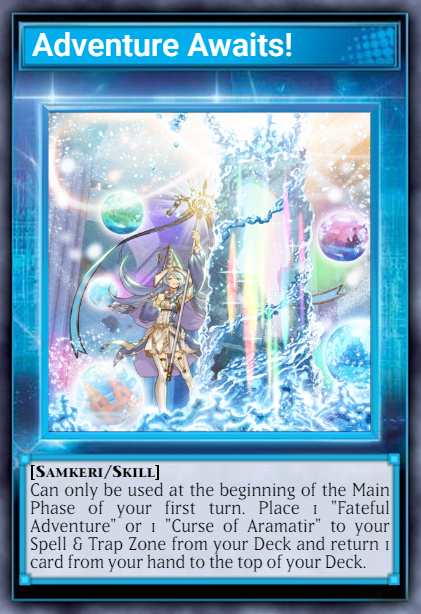 Adventure Awaits!
[Samkeri/Skill]
Can only be used at the beginning of the Main
Phase of your first turn. Place 1 "Fateful
Adventure" or 1 "Curse of Aramatir" to your
Spell & Trap Zone from your Deck and return 1
card from your hand to the top of your Deck.